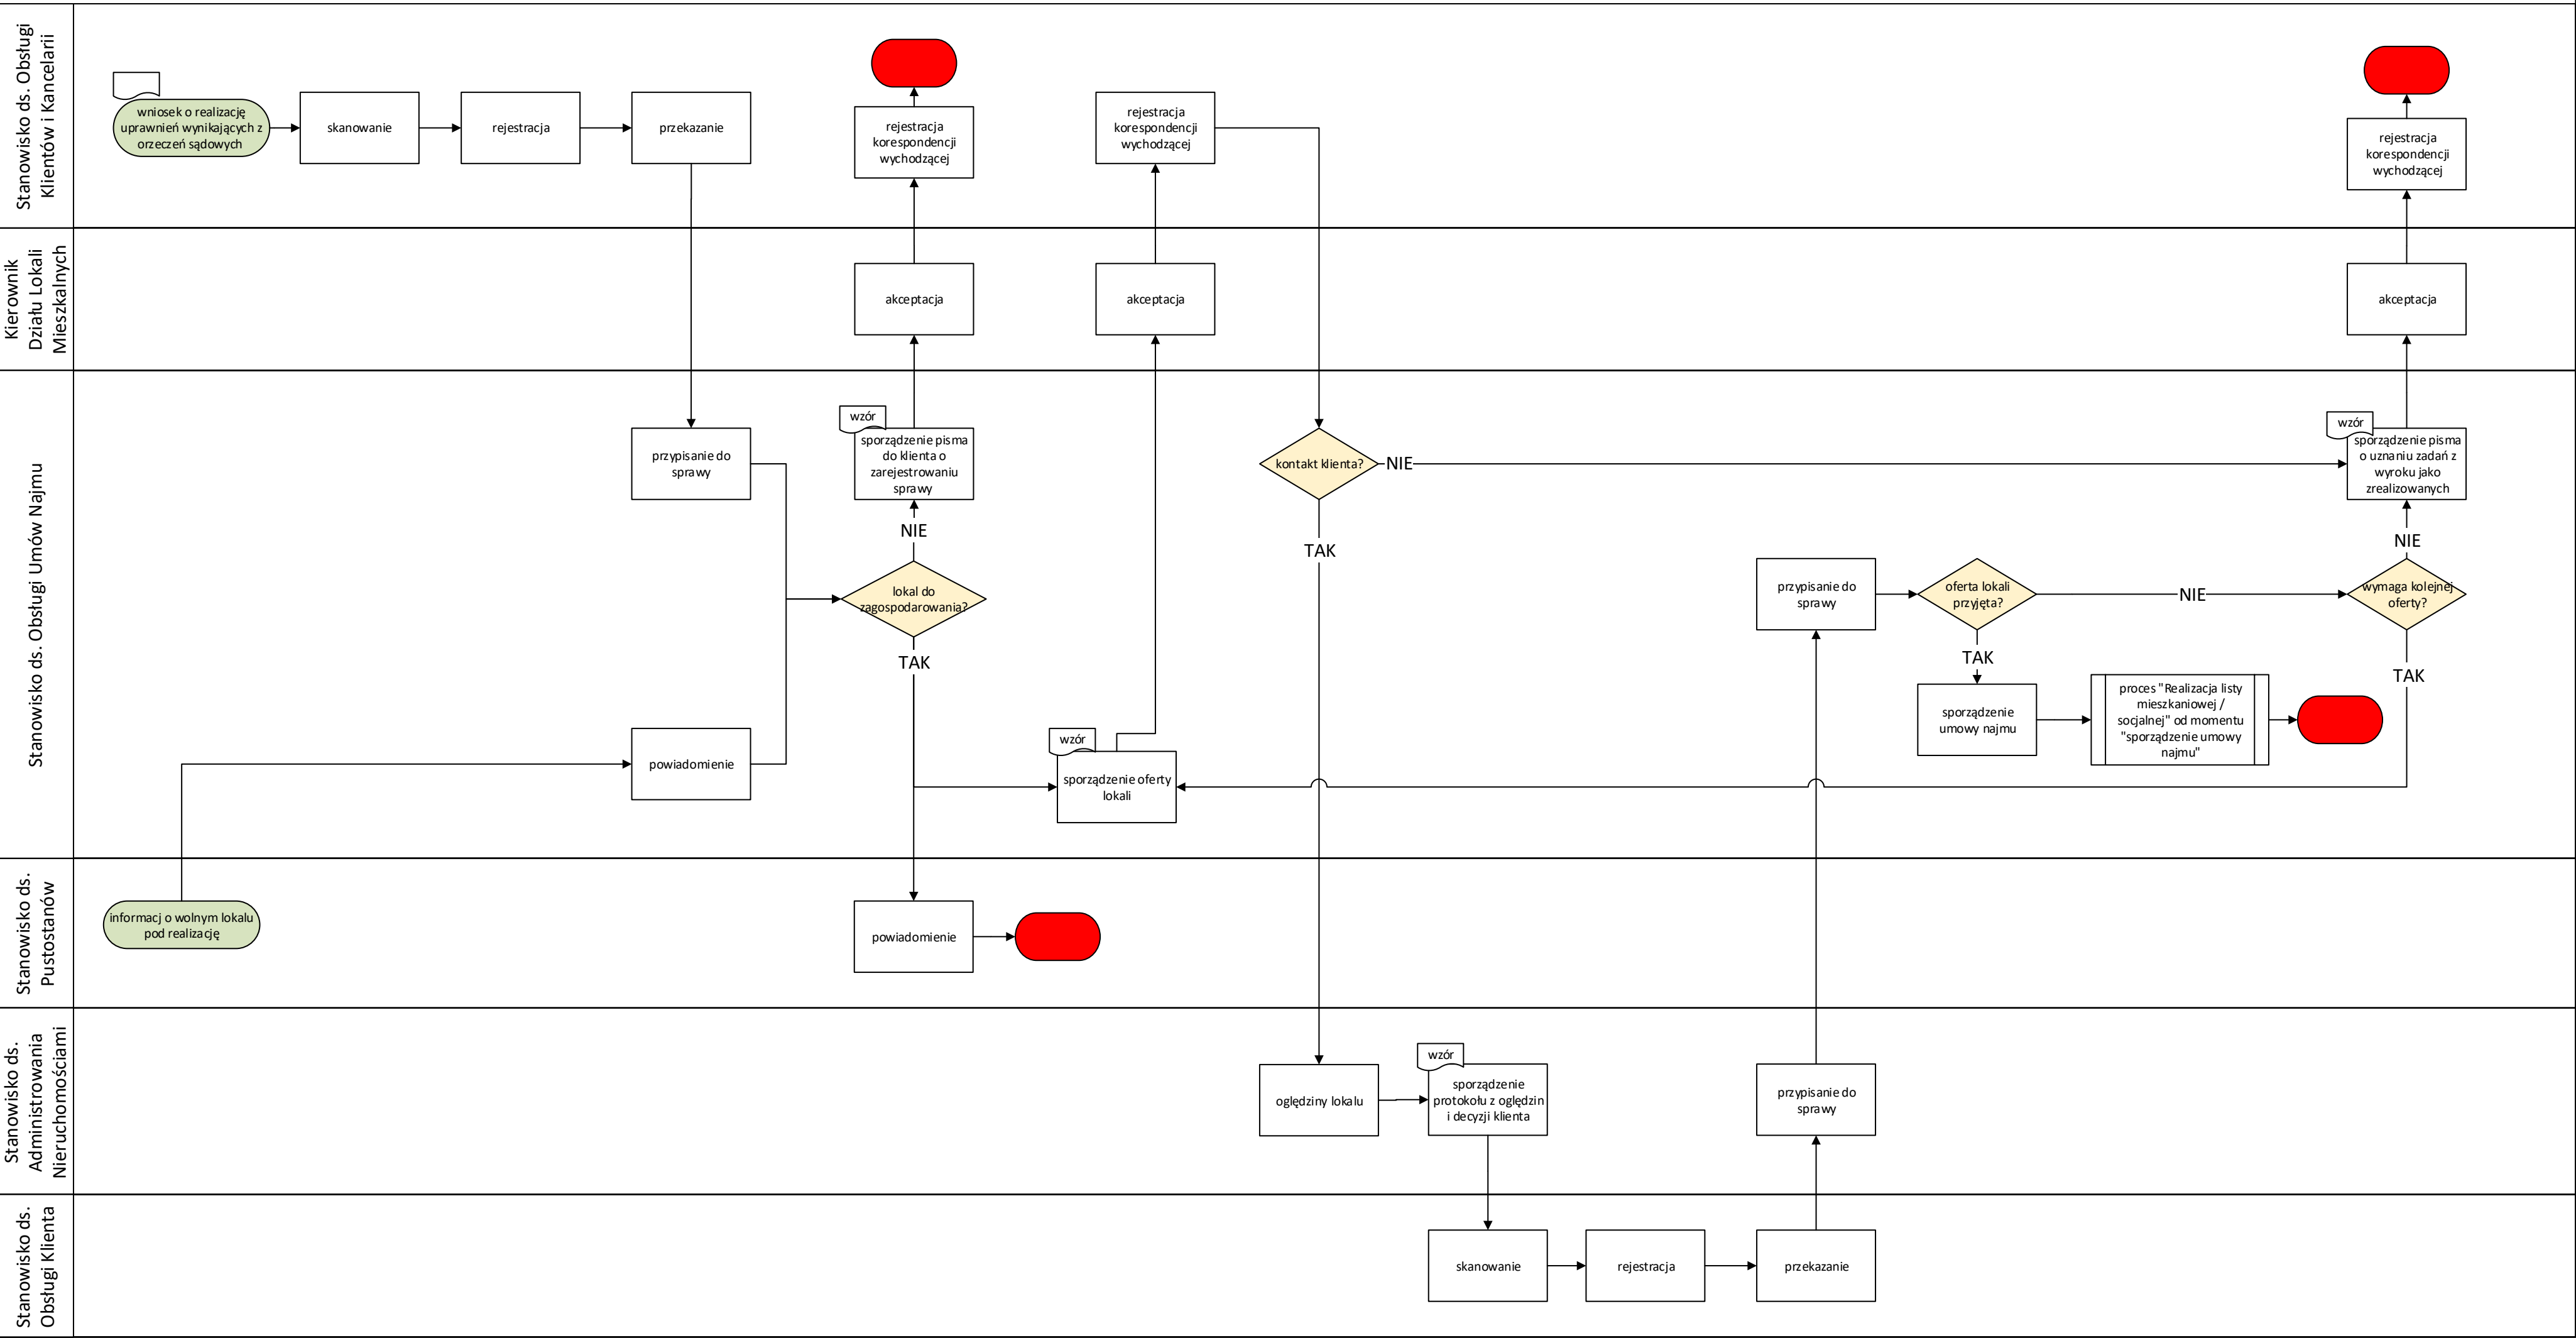 Stanowisko ds. Obsługi
Klientów i Kancelarii
wniosek o realizację
uprawnień wynikających z
orzeczeń sądowych
skanowanie
rejestracja
przekazanie
rejestracja
korespondencji
wychodzącej
rejestracja
korespondencji
wychodzącej
rejestracja
korespondencji
wychodzącej
Kierownik
Działu Lokali
Mieszkalnych
akceptacja
akceptacja
akceptacja
Stanowisko ds. Obsługi Umów Najmu
przypisanie do
sprawy
wzór
sporządzenie pisma
do klienta o
zarejestrowaniu
sprawy
NIE
lokal do
zagospodarowania?
TAK
powiadomienie
wzór
sporządzenie oferty
lokali
kontakt klienta?
NIE
TAK
przypisanie do
sprawy
oferta lokali
przyjęta?
NIE
TAK
sporządzenie
umowy najmu
proces "Realizacja listy
mieszkaniowej /
socjalnej" od momentu
"sporządzenie umowy
najmu"
wzór
sporządzenie pisma
o uznaniu zadań z
wyroku jako
zrealizowanych
NIE
wymaga kolejnej
oferty?
TAK
Stanowisko ds.
Pustostanów
informacj o wolnym lokalu
pod realizację
powiadomienie
Stanowisko ds.
Administrowania
Nieruchomościami
oględziny lokalu
wzór
sporządzenie
protokołu z oględzin
i decyzji klienta
przypisanie do
sprawy
Stanowisko ds.
Obsługi Klienta
skanowanie
rejestracja
przekazanie